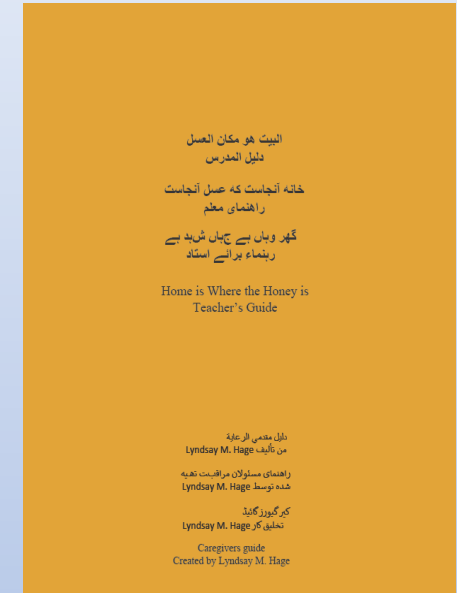 البيت هو مكان العسل
دليل المدرس
خانه آنجاست که عسل آنجاست
راهنمای معلم
گھر وہاں ہے جہاں شہد ہے
رہنماء برائے استاد
Home is Where the Honey is
Teacher's Guide
دليل مقدمي الرعاية
من تأليف Lyndsay M. Hage
راهنمای مسئولان مراقبت تهیه
شده توسط Lyndsay M. Hage
کیر گیورز گائیڈ
تخلیق کار Lyndsay M. Hage
Caregivers guide
Created by Lyndsay M. Hage